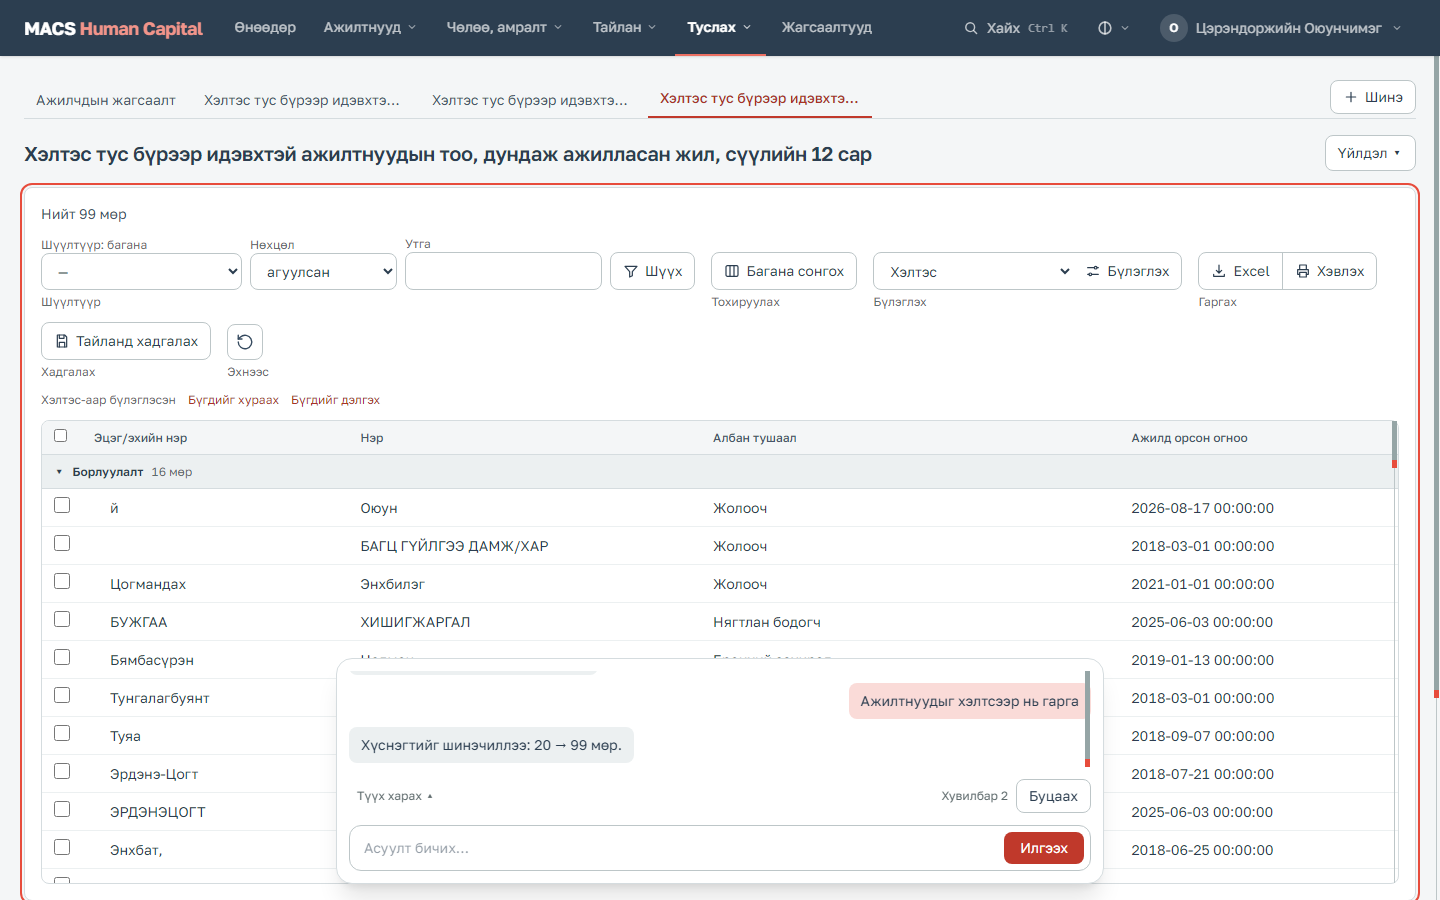 MACS Human Capital
Өнөөдөр
Ажилтнууд
Чөлөө, амралт
Тайлан
Туслах
Жагсаалтууд
Хайх Ctrl K
О Цэрэндоржийн Оюунчимэг
Ажилчдын жагсаалт
Хэлтэс тус бүрээр идэвхтэ...
Хэлтэс тус бүрээр идэвхтэ...
Хэлтэс тус бүрээр идэвхтэ...
+ Шинэ
Хэлтэс тус бүрээр идэвхтэй ажилтнуудын тоо, дундаж ажилласан жил, сүүлийн 12 сар
Үйлдэл ▾
Нийт 99 мөр
Шүүлтүүр: багана
Нөхцөл
Утга
—
агуулсан
Шүүх
Багана сонгох
Хэлтэс
Бүлэглэх
Excel
Хэвлэх
Шүүлтүүр
Тохируулах
Бүлэглэх
Гаргах
Тайланд хадгалах
Хадгалах
Эхнээс
Хэлтэс-аар бүлэглэсэн Бүгдийг хураах Бүгдийг дэлгэх
Эцэг/эхийн нэр Нэр Албан тушаал Ажилд орсон огноо
▾ Борлуулалт 16 мөр
й Оюун Жолооч 2026-08-17 00:00:00
БАГЦ ГҮЙЛГЭЭ ДАМЖ/ХАР Жолооч 2018-03-01 00:00:00
Цогмандах Энхбилэг Жолооч 2021-01-01 00:00:00
БУЖГАА ХИШИГЖАРГАЛ Нягтлан бодогч 2025-06-03 00:00:00
Бямбасүрэн 2019-01-13 00:00:00
Тунгалагбуянт 2018-03-01 00:00:00
Туяа 2018-09-07 00:00:00
Эрдэнэ-Цогт 2018-07-21 00:00:00
ЭРДЭНЭЦОГТ 2025-06-03 00:00:00
Энхбат, 2018-06-25 00:00:00
Ажилтнуудыг хэлтсээр нь гарга
Хүснэгтийг шинэчиллээ: 20 → 99 мөр.
Түүх харах ▴
Хувилбар 2
Буцаах
Асуулт бичих...
Илгээх